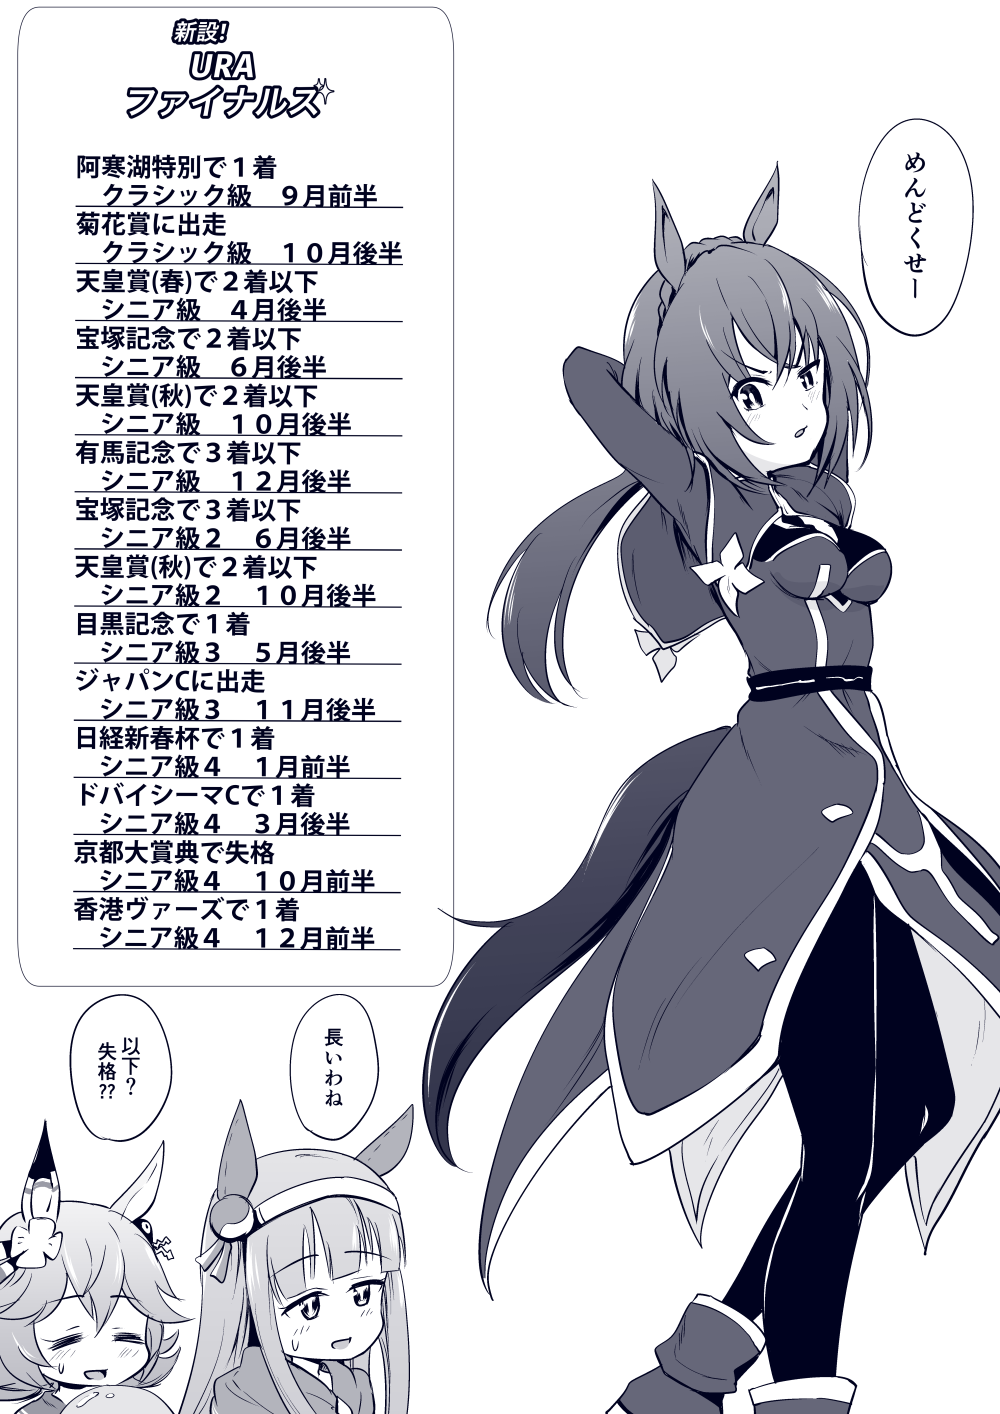 新設!
URA
ファイナルズ
阿寒湖特別で１着
クラシック級　９月前半
菊花賞に出走
クラシック級　１０月後半
天皇賞(春)で２着以下
シニア級　４月後半
宝塚記念で２着以下
シニア級　６月後半
天皇賞(秋)で２着以下
シニア級　１０月後半
有馬記念で３着以下
シニア級　１２月後半
宝塚記念で３着以下
シニア級２　６月後半
天皇賞(秋)で２着以下
シニア級２　１０月後半
目黒記念で１着
シニア級３　５月後半
ジャパンCに出走
シニア級３　１１月後半
日経新春杯で１着
シニア級４　１月前半
ドバイシーマCで１着
シニア級４　３月後半
京都大賞典で失格
シニア級４　１０月前半
香港ヴァーズで１着
シニア級４　１２月前半
めんどくせー
長いわね
以下?
失格??